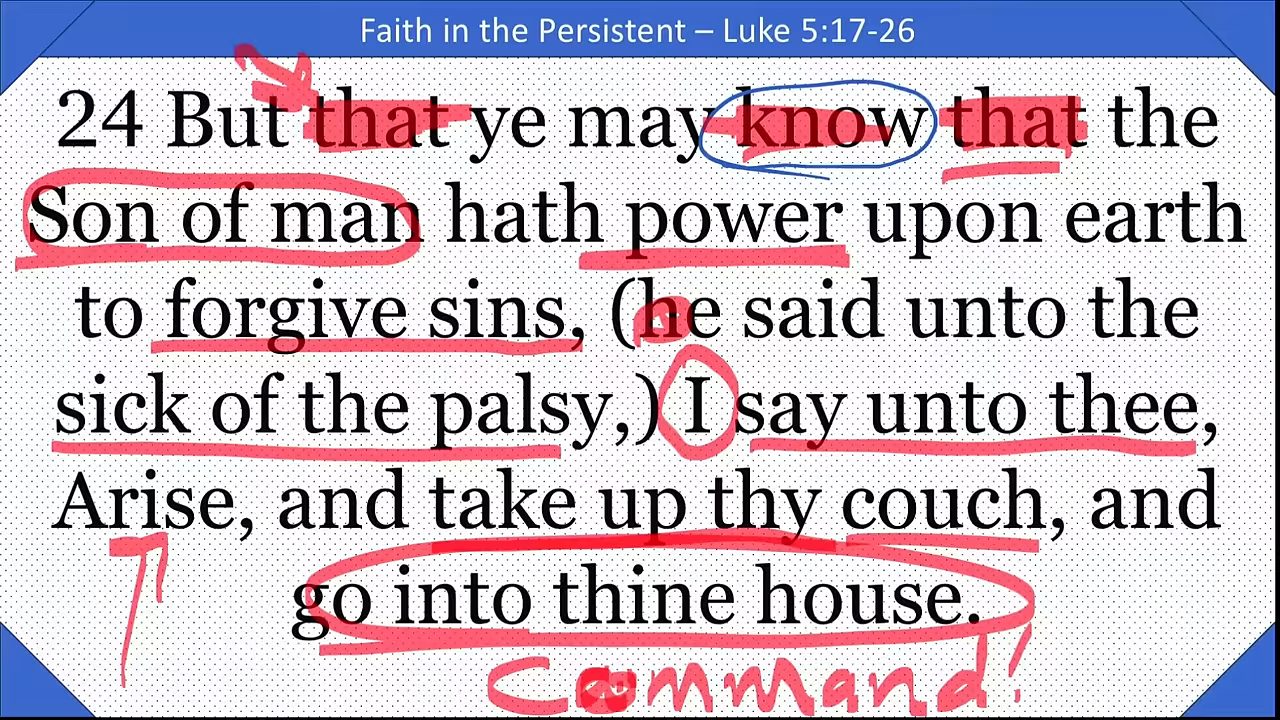 Faith in the Persistent – Luke 5:17-26
24 But that ye may know that the
Son of man hath power upon earth
to forgive sins, (he said unto the
sick of the palsy,) I say unto thee,
Arise, and take up thy couch, and
go into thine house.
Command!